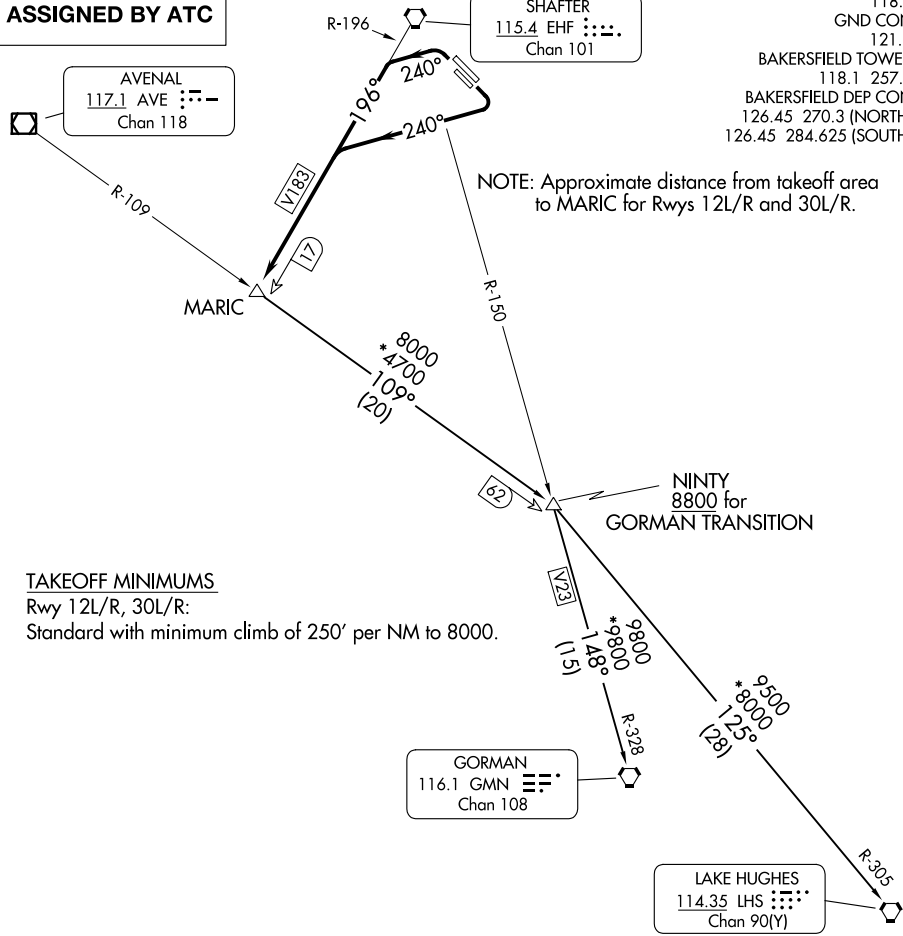 ASSIGNED BY ATC
SHAFTER
115.4 EHF
Chan 101
118.
GND CON
121.
BAKERSFIELD TOWE
118.1 257.
BAKERSFIELD DEP CON
126.45 270.3 (NORTH
126.45 284.625 (SOUTH
AVENAL
117.1 AVE
Chan 118
R-196
240°
196°
240°
V183
R-109
17
MARIC
NOTE: Approximate distance from takeoff area
to MARIC for Rwys 12L/R and 30L/R.
R-150
8000
*4700
109°
(20)
62
NINTY
8800 for
GORMAN TRANSITION
TAKEOFF MINIMUMS
Rwy 12L/R, 30L/R:
Standard with minimum climb of 250' per NM to 8000.
V23
9800
*9800
148°
(15)
R-328
9500
*8000
125°
(28)
R-305
GORMAN
116.1 GMN
Chan 108
LAKE HUGHES
114.35 LHS
Chan 90(Y)